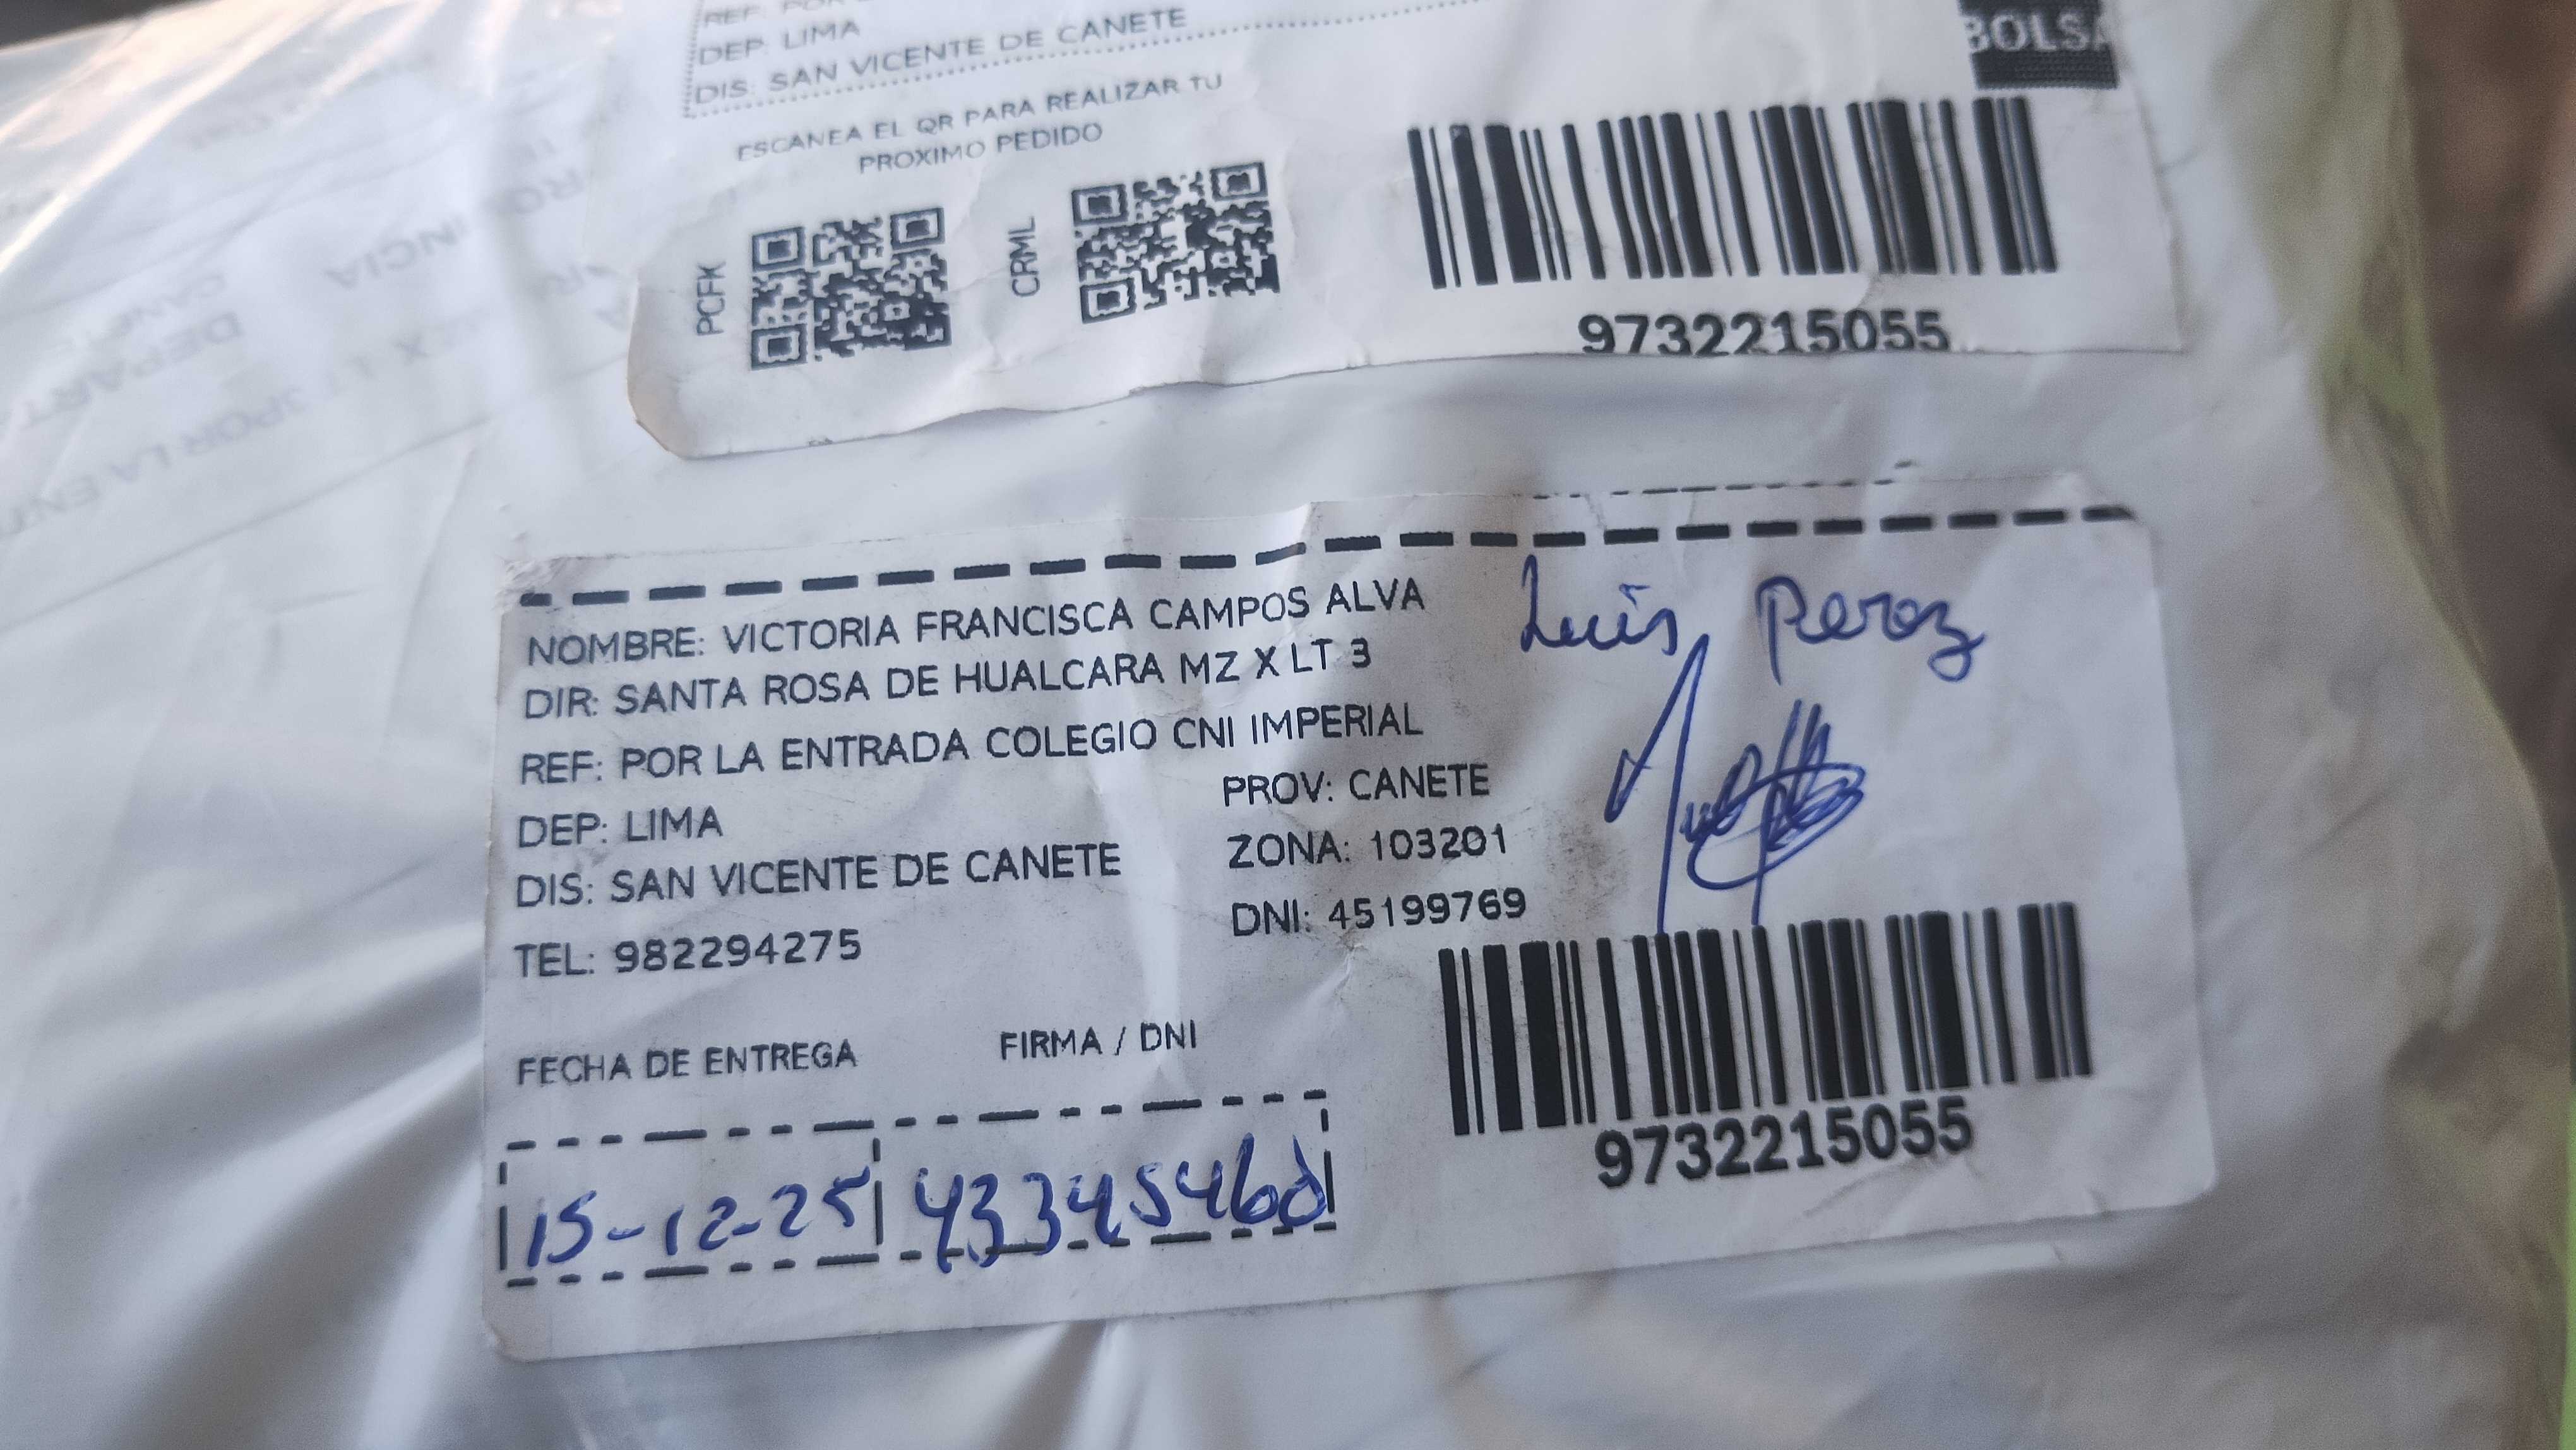 DEP: LIMA
DIS: SAN VICENTE DE CANETE
ESCANEA EL QR PARA REALIZAR TU
PROXIMO PEDIDO
PCFK
CRML
BOLSA
9732215055
NOMBRE: VICTORIA FRANCISCA CAMPOS ALVA
DIR: SANTA ROSA DE HUALCARA MZ X LT 3
REF: POR LA ENTRADA COLEGIO CNI IMPERIAL
DEP: LIMA
PROV: CANETE
DIS: SAN VICENTE DE CANETE
ZONA: 103201
TEL: 982294275
DNI: 45199769
Luis Perez
FECHA DE ENTREGA
FIRMA / DNI
15-12-25
43345460
9732215055